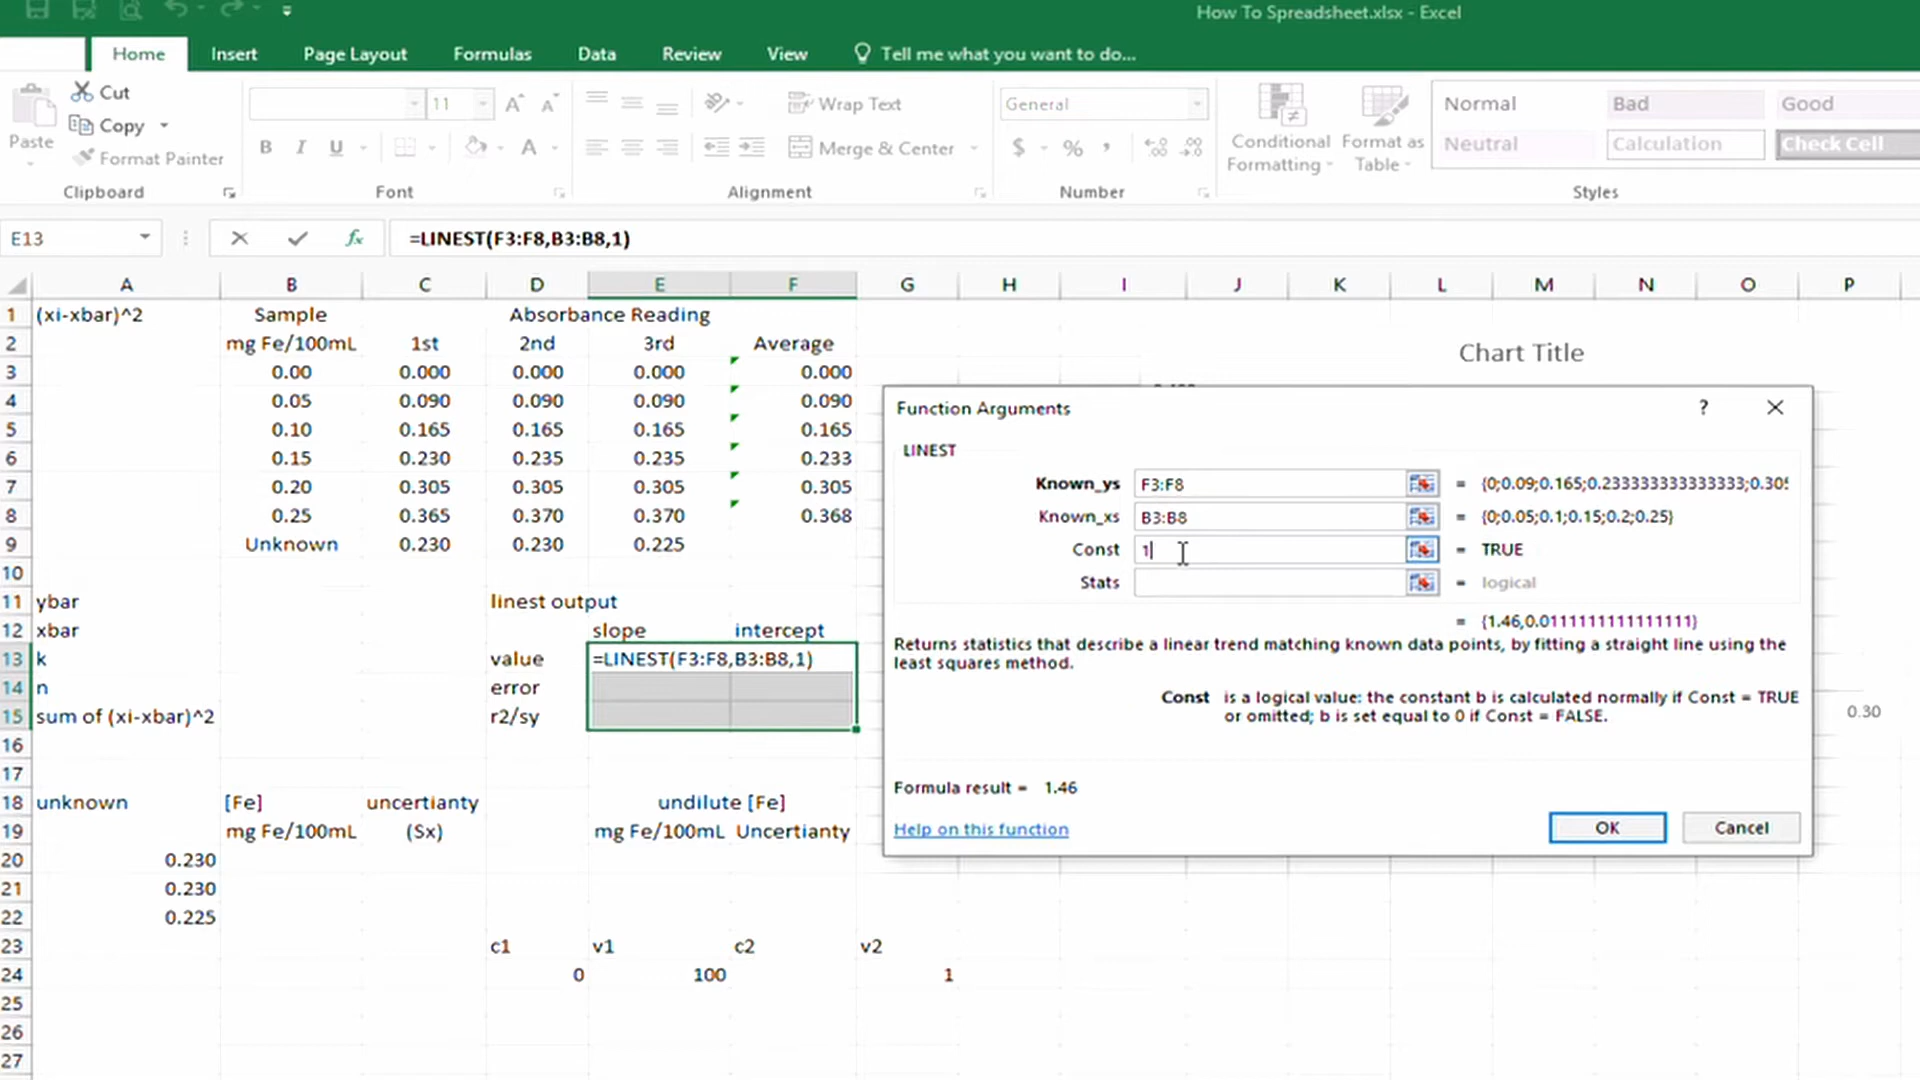 How To Spreadsheet.xlsx - Excel
Home Insert Page Layout Formulas Data Review View Tell me what you want to do...
Cut
Copy
Format Painter
Paste
Clipboard
11
B I U A
Font
Wrap Text
Merge & Center
Alignment
General
$ % ,
Number
Conditional Formatting
Format as Table
Normal Bad Good
Neutral Calculation Check Cell
Styles
E13 fx =LINEST(F3:F8,B3:B8,1)
A B C D E F G H I J K L M N O P
1 (xi-xbar)^2 Sample Absorbance Reading
2 mg Fe/100mL 1st 2nd 3rd Average
3 0.00 0.000 0.000 0.000 0.000
4 0.05 0.090 0.090 0.090 0.090
5 0.10 0.165 0.165 0.165 0.165
6 0.15 0.230 0.235 0.235 0.233
7 0.20 0.305 0.305 0.305 0.305
8 0.25 0.365 0.370 0.370 0.368
9 Unknown 0.230 0.230 0.225
10
11 ybar linest output
12 xbar slope intercept
13 k value =LINEST(F3:F8,B3:B8,1)
14 n error
15 sum of (xi-xbar)^2 r2/sy
16
17
18 unknown [Fe] uncertianty undilute [Fe]
19 mg Fe/100mL (Sx) mg Fe/100mL Uncertianty
20 0.230
21 0.230
22 0.225
23 c1 v1 c2 v2
24 0 100 1
25
26
27
Chart Title
0.30
Function Arguments ?
LINEST
Known_ys F3:F8 = {0;0.09;0.165;0.233333333333333;0.305
Known_xs B3:B8 = {0;0.05;0.1;0.15;0.2;0.25}
Const 1 = TRUE
Stats = logical
= {1.46,0.0111111111111111}
Returns statistics that describe a linear trend matching known data points, by fitting a straight line using the
least squares method.
Const is a logical value: the constant b is calculated normally if Const = TRUE
or omitted; b is set equal to 0 if Const = FALSE.
Formula result = 1.46
Help on this function
OK Cancel